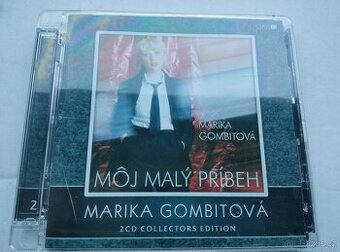 MARIKA
GOMBITOVÁ
MÔJ MALÝ PRÍBEH
MARIKA GOMBITOVÁ
2CD COLLECTORS EDITION
2